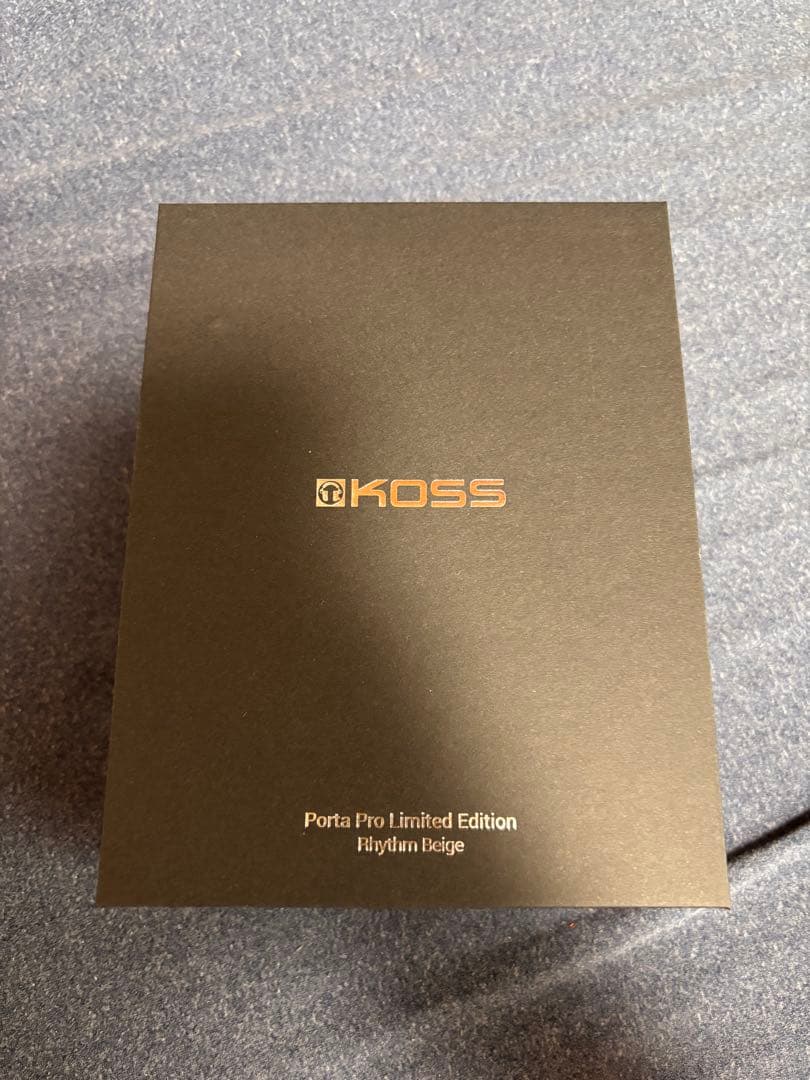 KOSS
Porta Pro Limited Edition
Rhythm Beige